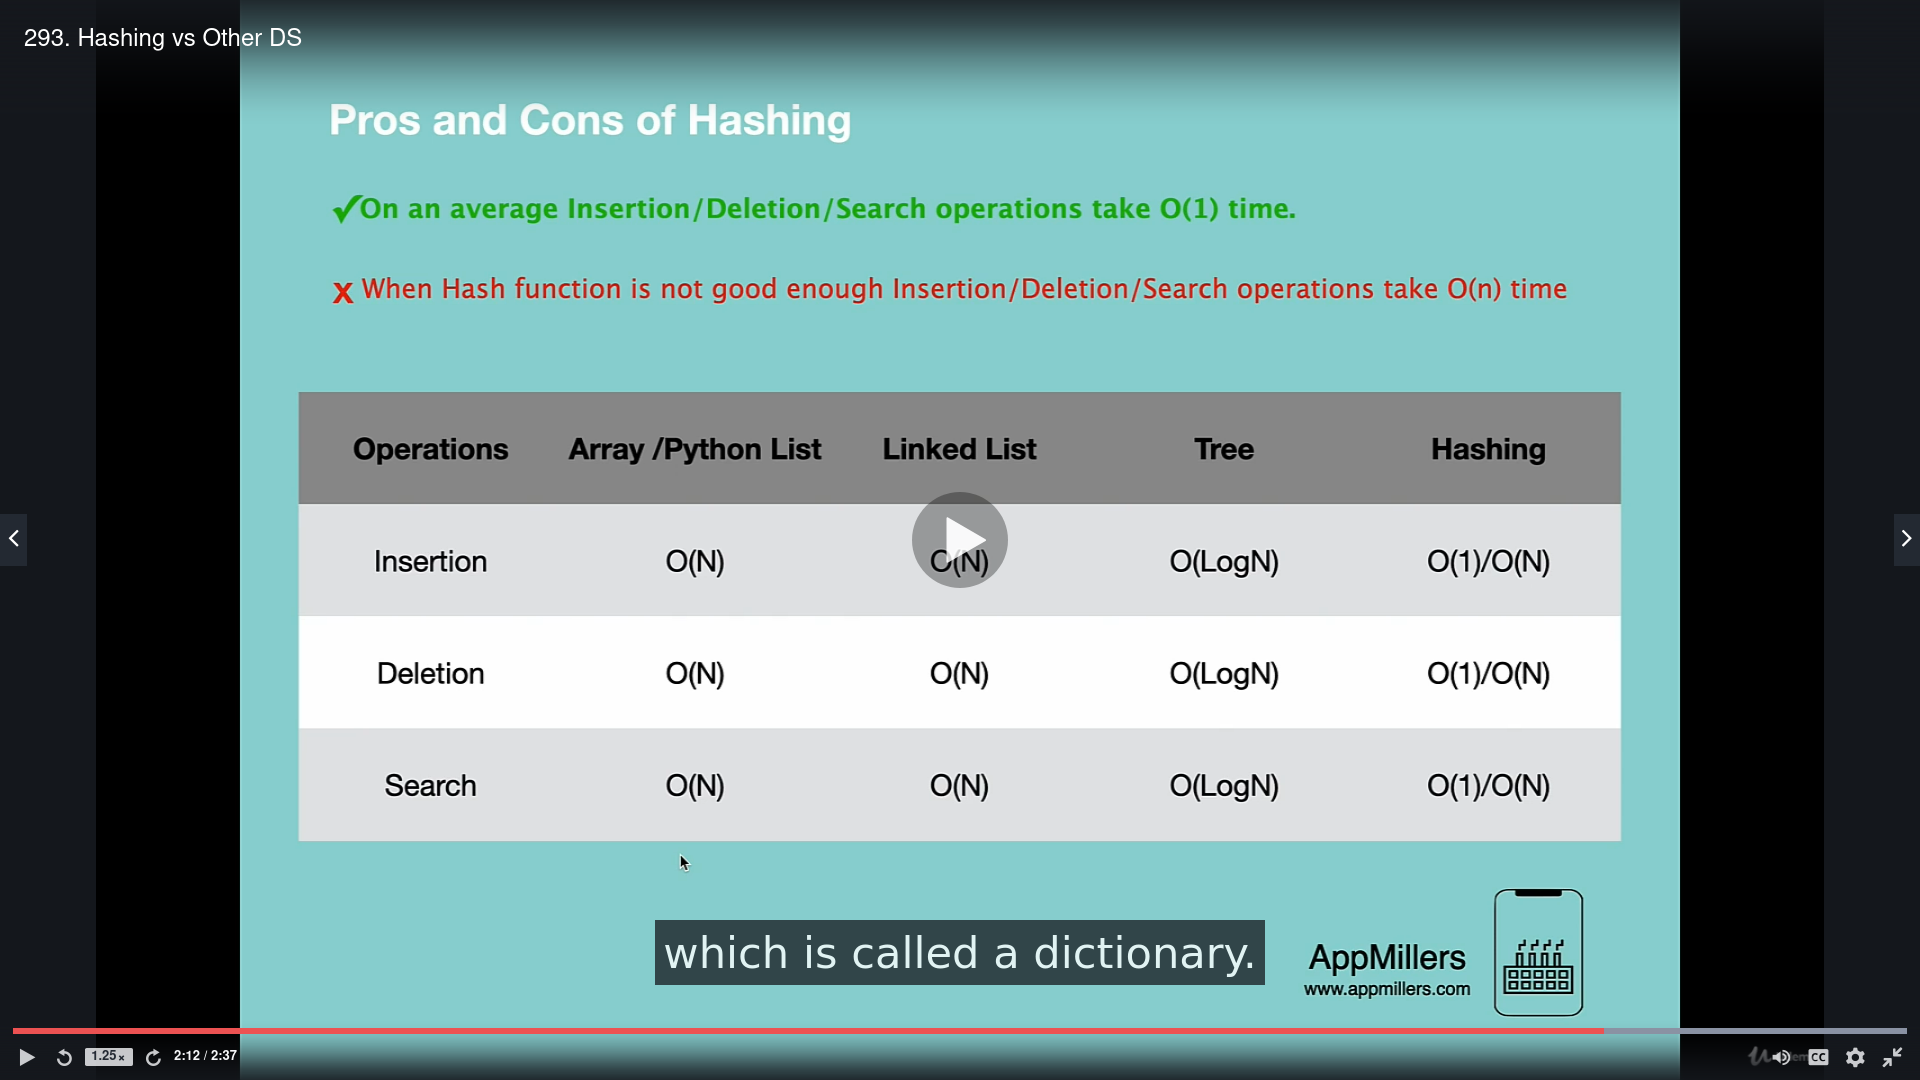 293. Hashing vs Other DS
Pros and Cons of Hashing
✓On an average Insertion/Deletion/Search operations take O(1) time.
x When Hash function is not good enough Insertion/Deletion/Search operations take O(n) time
Operations Array /Python List Linked List Tree Hashing
Insertion O(N) O(N) O(LogN) O(1)/O(N)
Deletion O(N) O(N) O(LogN) O(1)/O(N)
Search O(N) O(N) O(LogN) O(1)/O(N)
which is called a dictionary.
AppMillers
www.appmillers.com
1.25x 2:12 / 2:37 CC